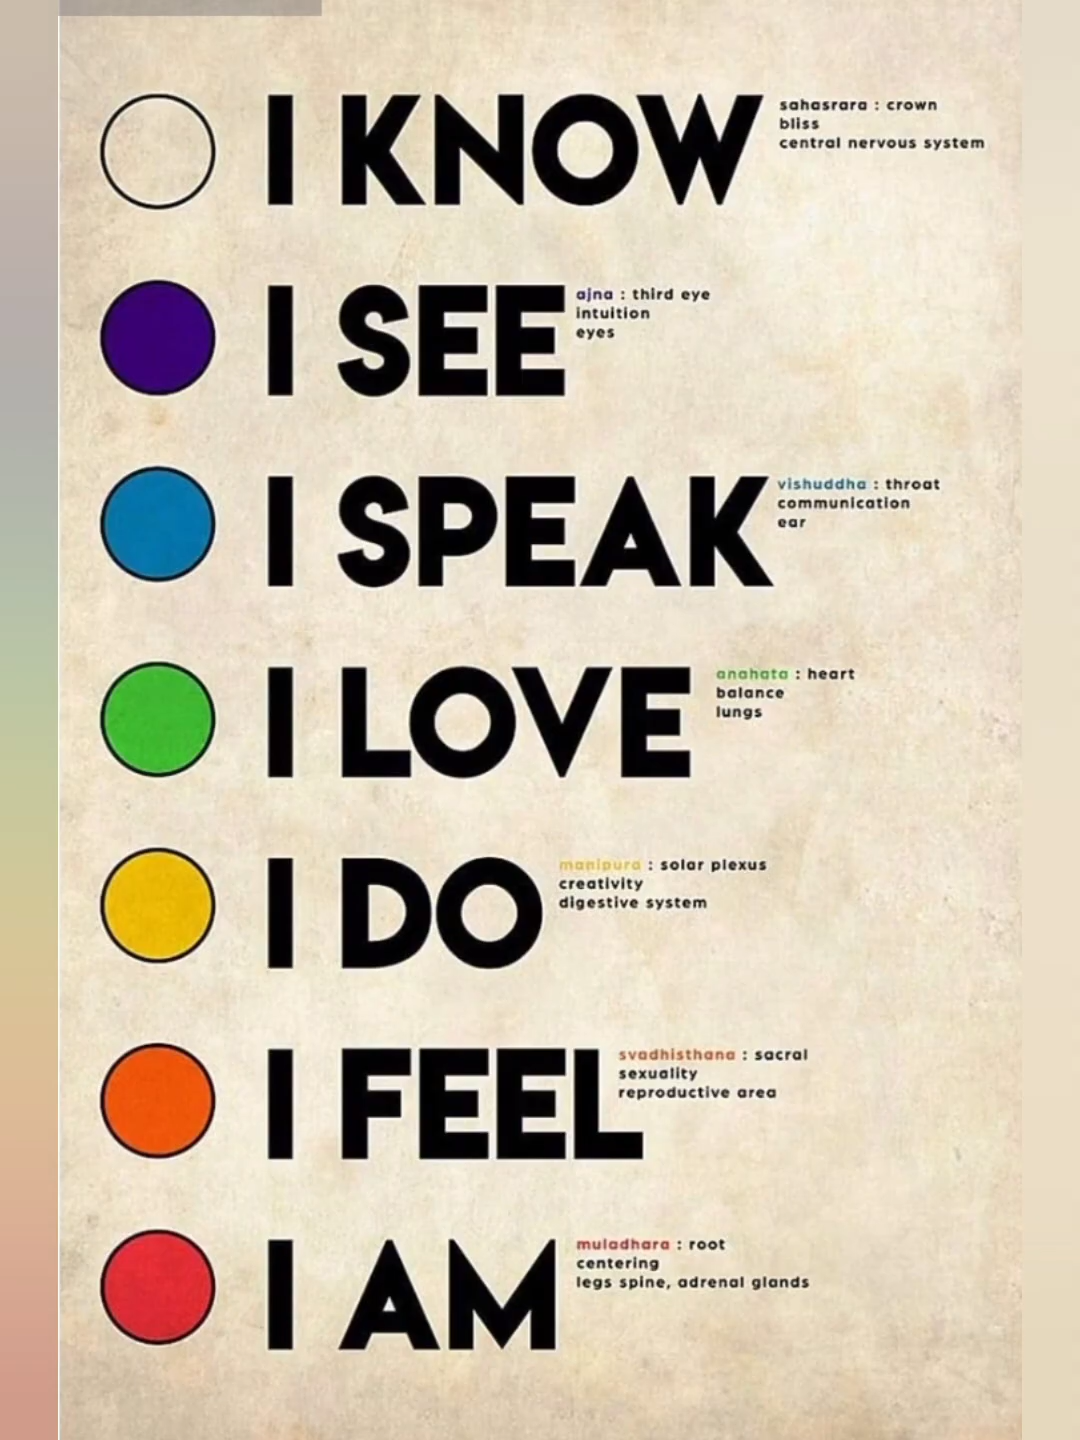 I KNOW
sahasrara : crown
bliss
central nervous system
I SEE
ajna : third eye
intuition
eyes
I SPEAK
vishuddha : throat
communication
ear
I LOVE
anahata : heart
balance
lungs
I DO
manipura : solar plexus
creativity
digestive system
I FEEL
svadhisthana : sacral
sexuality
reproductive area
I AM
muladhara : root
centering
legs spine, adrenal glands